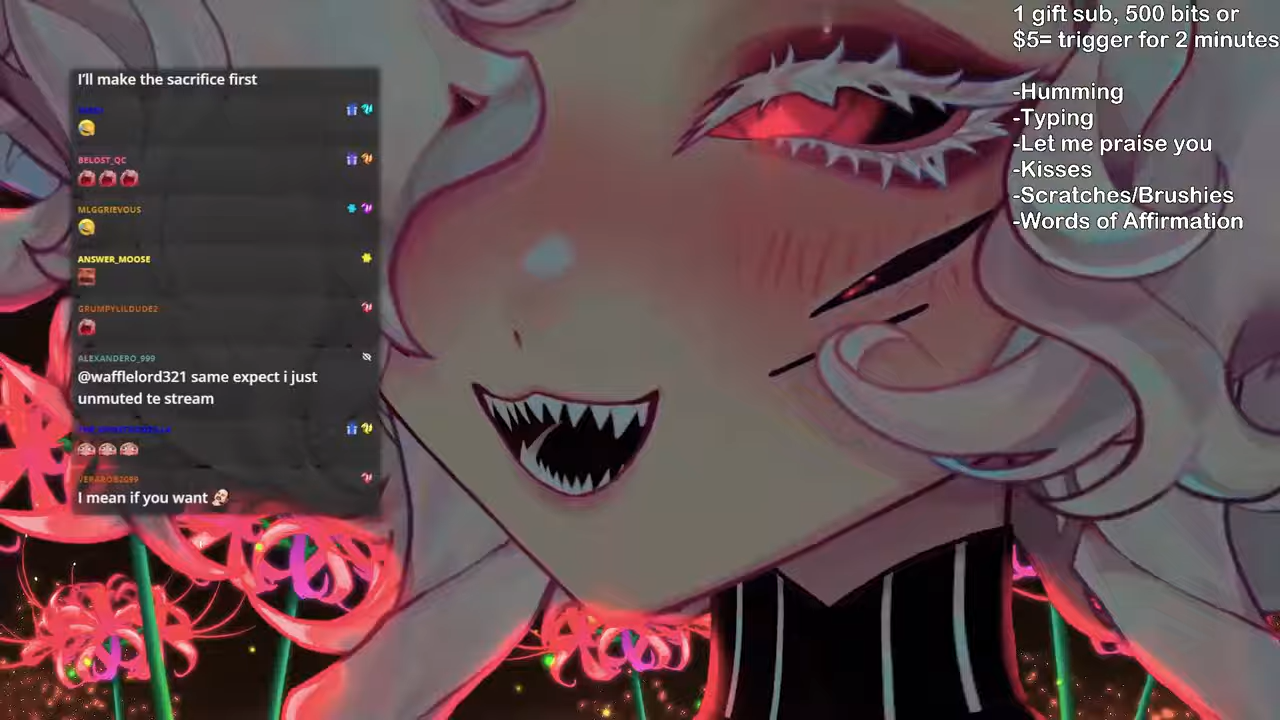 I'll make the sacrifice first
BELOST_QC
MLGGRIEVOUS
ANSWER_MOOSE
GRUMPYLILDUDE2
ALEXANDERO_999
@wafflelord321 same expect i just
unmuted te stream
VERAROB2099
I mean if you want
1 gift sub, 500 bits or
$5= trigger for 2 minutes
-Humming
-Typing
-Let me praise you
-Kisses
-Scratches/Brushies
-Words of Affirmation